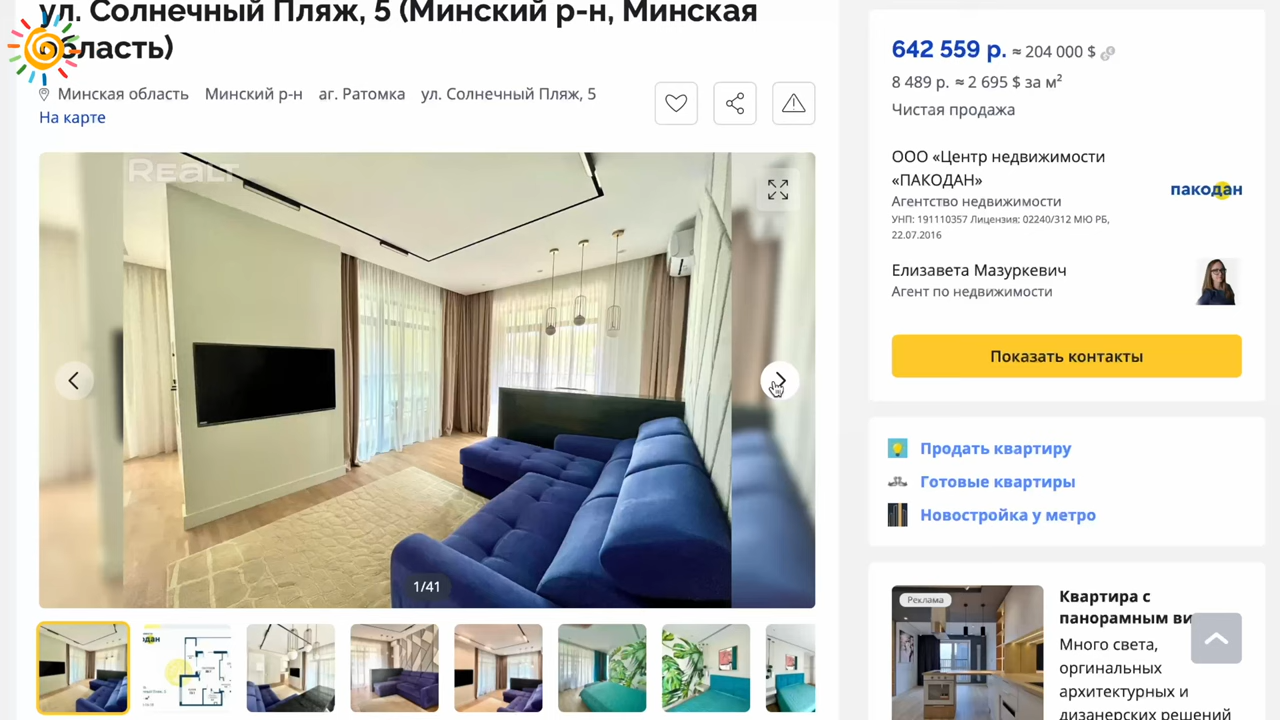 ул. Солнечный Пляж, 5 (Минский р-н, Минская
область)
Минская область Минский р-н аг. Ратомка ул. Солнечный Пляж, 5
На карте
REALT
1/41
642 559 р. ≈ 204 000 $
8 489 р. ≈ 2 695 $ за м²
Чистая продажа
ООО «Центр недвижимости
«ПАКОДАН»
Агентство недвижимости
УНП: 191110357 Лицензия: 02240/312 МЮ РБ,
22.07.2016
пакодан
Елизавета Мазуркевич
Агент по недвижимости
Показать контакты
Продать квартиру
Готовые квартиры
Новостройка у метро
Реклама
Квартира с
панорамным ви
Много света,
оргинальных
архитектурных и
дизанерских решений